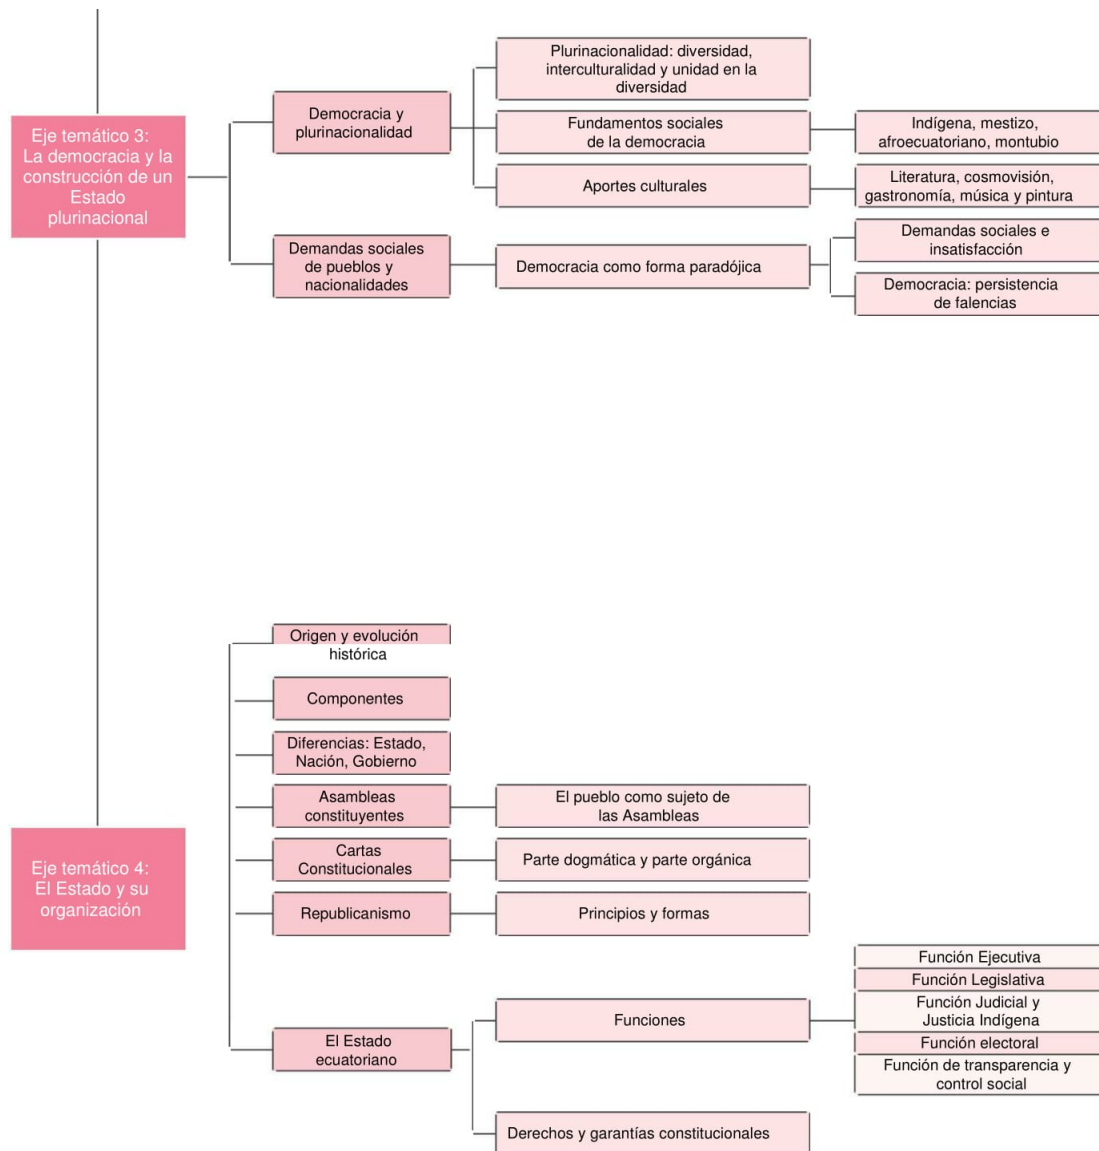 Eje temático 3:
La democracia y la
construcción de un
Estado
plurinacional
Democracia y
plurinacionalidad
Plurinacionalidad: diversidad,
interculturalidad y unidad en la
diversidad
Fundamentos sociales
de la democracia
Indígena, mestizo,
afroecuatoriano, montubio
Aportes culturales
Literatura, cosmovisión,
gastronomía, música y pintura
Demandas sociales
de pueblos y
nacionalidades
Democracia como forma paradójica
Demandas sociales e
insatisfacción
Democracia: persistencia
de falencias
Eje temático 4:
El Estado y su
organización
Origen y evolución
histórica
Componentes
Diferencias: Estado,
Nación, Gobierno
Asambleas
constituyentes
El pueblo como sujeto de
las Asambleas
Cartas
Constitucionales
Parte dogmática y parte orgánica
Republicanismo
Principios y formas
El Estado
ecuatoriano
Funciones
Función Ejecutiva
Función Legislativa
Función Judicial y
Justicia Indígena
Función electoral
Función de transparencia y
control social
Derechos y garantías constitucionales